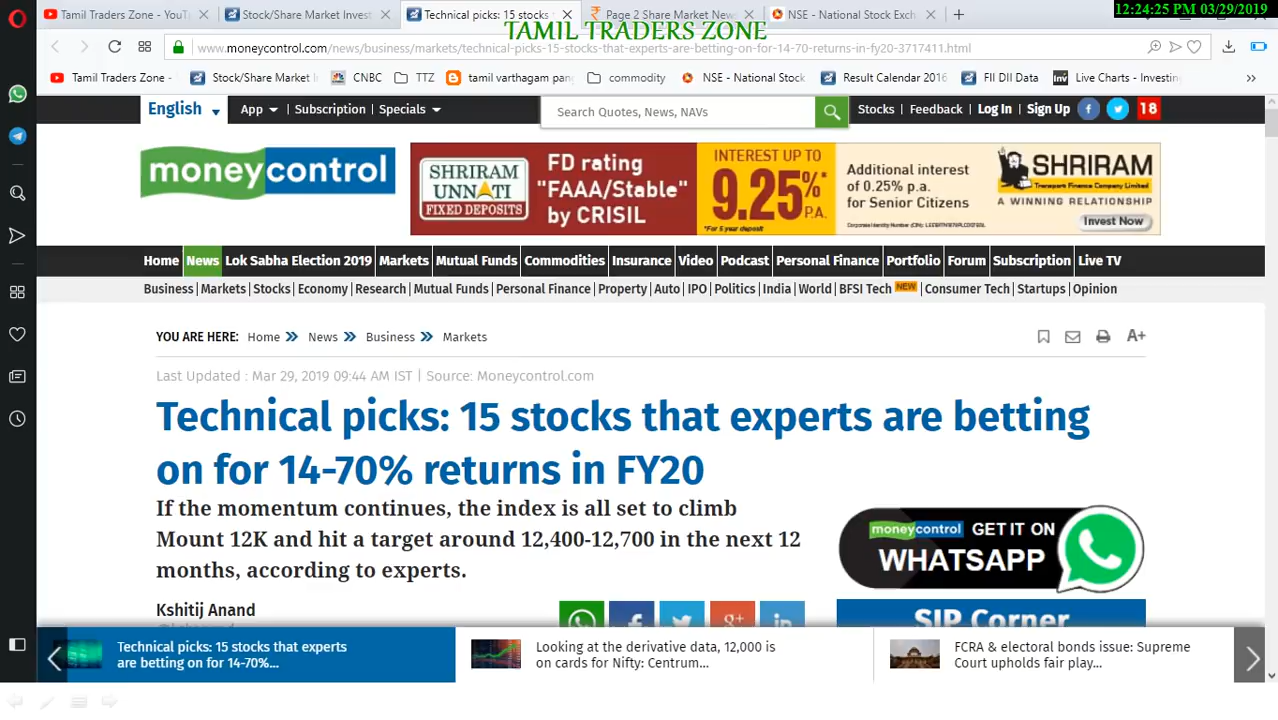 12:24:25 PM 03/29/2019
Tamil Traders Zone - YouT
Stock/Share Market Invest
Technical picks: 15 stocks
Page 2 Share Market New
NSE - National Stock Exch
TAMIL TRADERS ZONE
www.moneycontrol.com/news/business/markets/technical-picks-15-stocks-that-experts-are-betting-on-for-14-70-returns-in-fy20-3717411.html
Tamil Traders Zone -
Stock/Share Market I
CNBC
TTZ
tamil varthagam pan
commodity
NSE - National Stock
Result Calendar 2016
FII DII Data
Inv
Live Charts - Investin
English
App
Subscription
Specials
Search Quotes, News, NAVs
Stocks | Feedback | Log In | Sign Up
18
moneycontrol
SHRIRAM
UNNATI
FIXED DEPOSITS
FD rating
"FAAA/Stable"
by CRISIL
INTEREST UP TO
9.25%*
P.A.
*For 5 year deposit
Additional interest
of 0.25% p.a.
for Senior Citizens
SHRIRAM
Transport Finance Company Limited
A WINNING RELATIONSHIP
Invest Now
Home
News
Lok Sabha Election 2019
Markets
Mutual Funds
Commodities
Insurance
Video
Podcast
Personal Finance
Portfolio
Forum
Subscription
Live TV
Business | Markets | Stocks | Economy | Research | Mutual Funds | Personal Finance | Property | Auto | IPO | Politics | India | World | BFSI Tech NEW | Consumer Tech | Startups | Opinion
YOU ARE HERE: Home News Business Markets
A+
Last Updated : Mar 29, 2019 09:44 AM IST | Source: Moneycontrol.com
Technical picks: 15 stocks that experts are betting
on for 14-70% returns in FY20
If the momentum continues, the index is all set to climb
Mount 12K and hit a target around 12,400-12,700 in the next 12
months, according to experts.
Kshitij Anand
moneycontrol GET IT ON
WHATSAPP
SIP Corner
Technical picks: 15 stocks that experts
are betting on for 14-70%...
Looking at the derivative data, 12,000 is
on cards for Nifty: Centrum...
FCRA & electoral bonds issue: Supreme
Court upholds fair play...